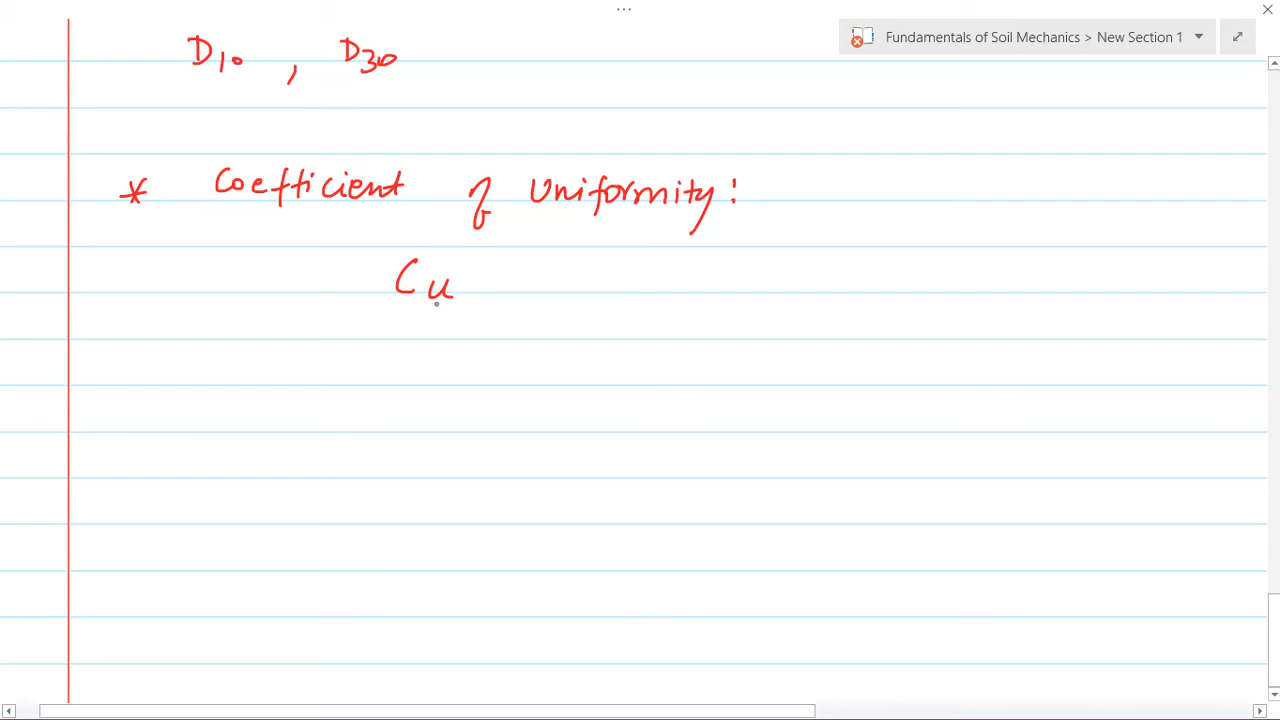 ...
Fundamentals of Soil Mechanics > New Section 1
D10 , D30
* Coefficient of Uniformity:
Cu